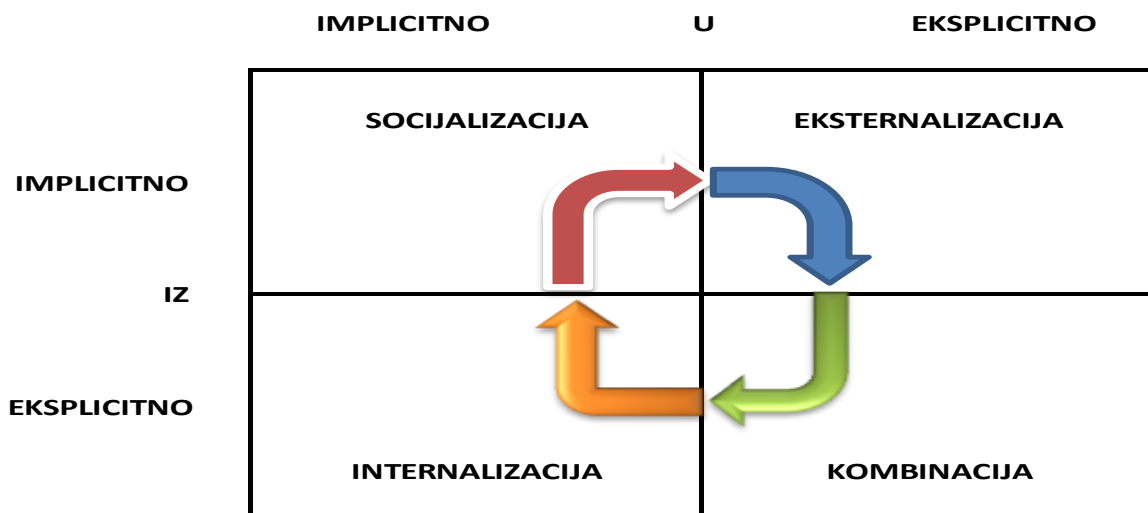 IMPLICITNO U EKSPLICITNO
SOCIJALIZACIJA EKSTERNALIZACIJA
IMPLICITNO
IZ
EKSPLICITNO
INTERNALIZACIJA KOMBINACIJA